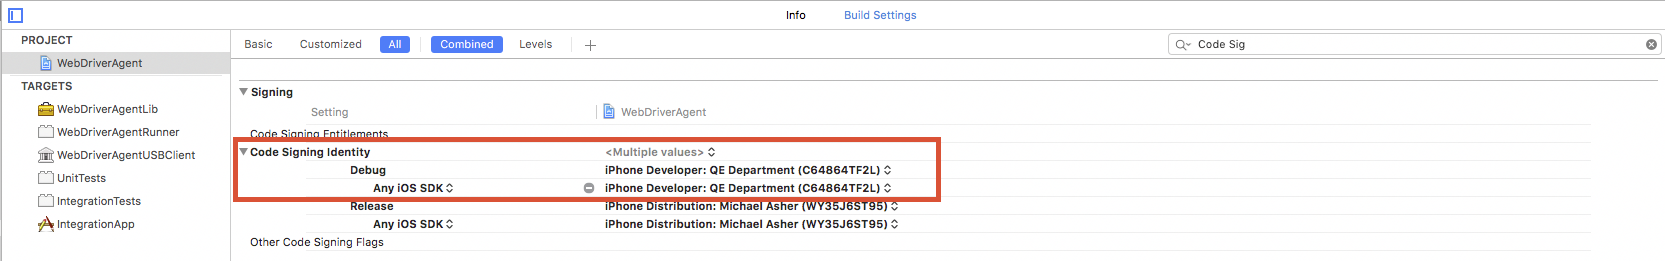 Info Build Settings
PROJECT
WebDriverAgent
TARGETS
WebDriverAgentLib
WebDriverAgentRunner
WebDriverAgentUSBClient
UnitTests
IntegrationTests
IntegrationApp
Basic Customized All Combined Levels + Code Sig
Signing
Setting WebDriverAgent
Code Signing Entitlements
Code Signing Identity <Multiple values>
Debug iPhone Developer: QE Department (C64864TF2L)
Any iOS SDK iPhone Developer: QE Department (C64864TF2L)
Release iPhone Distribution: Michael Asher (WY35J6ST95)
Any iOS SDK iPhone Distribution: Michael Asher (WY35J6ST95)
Other Code Signing Flags